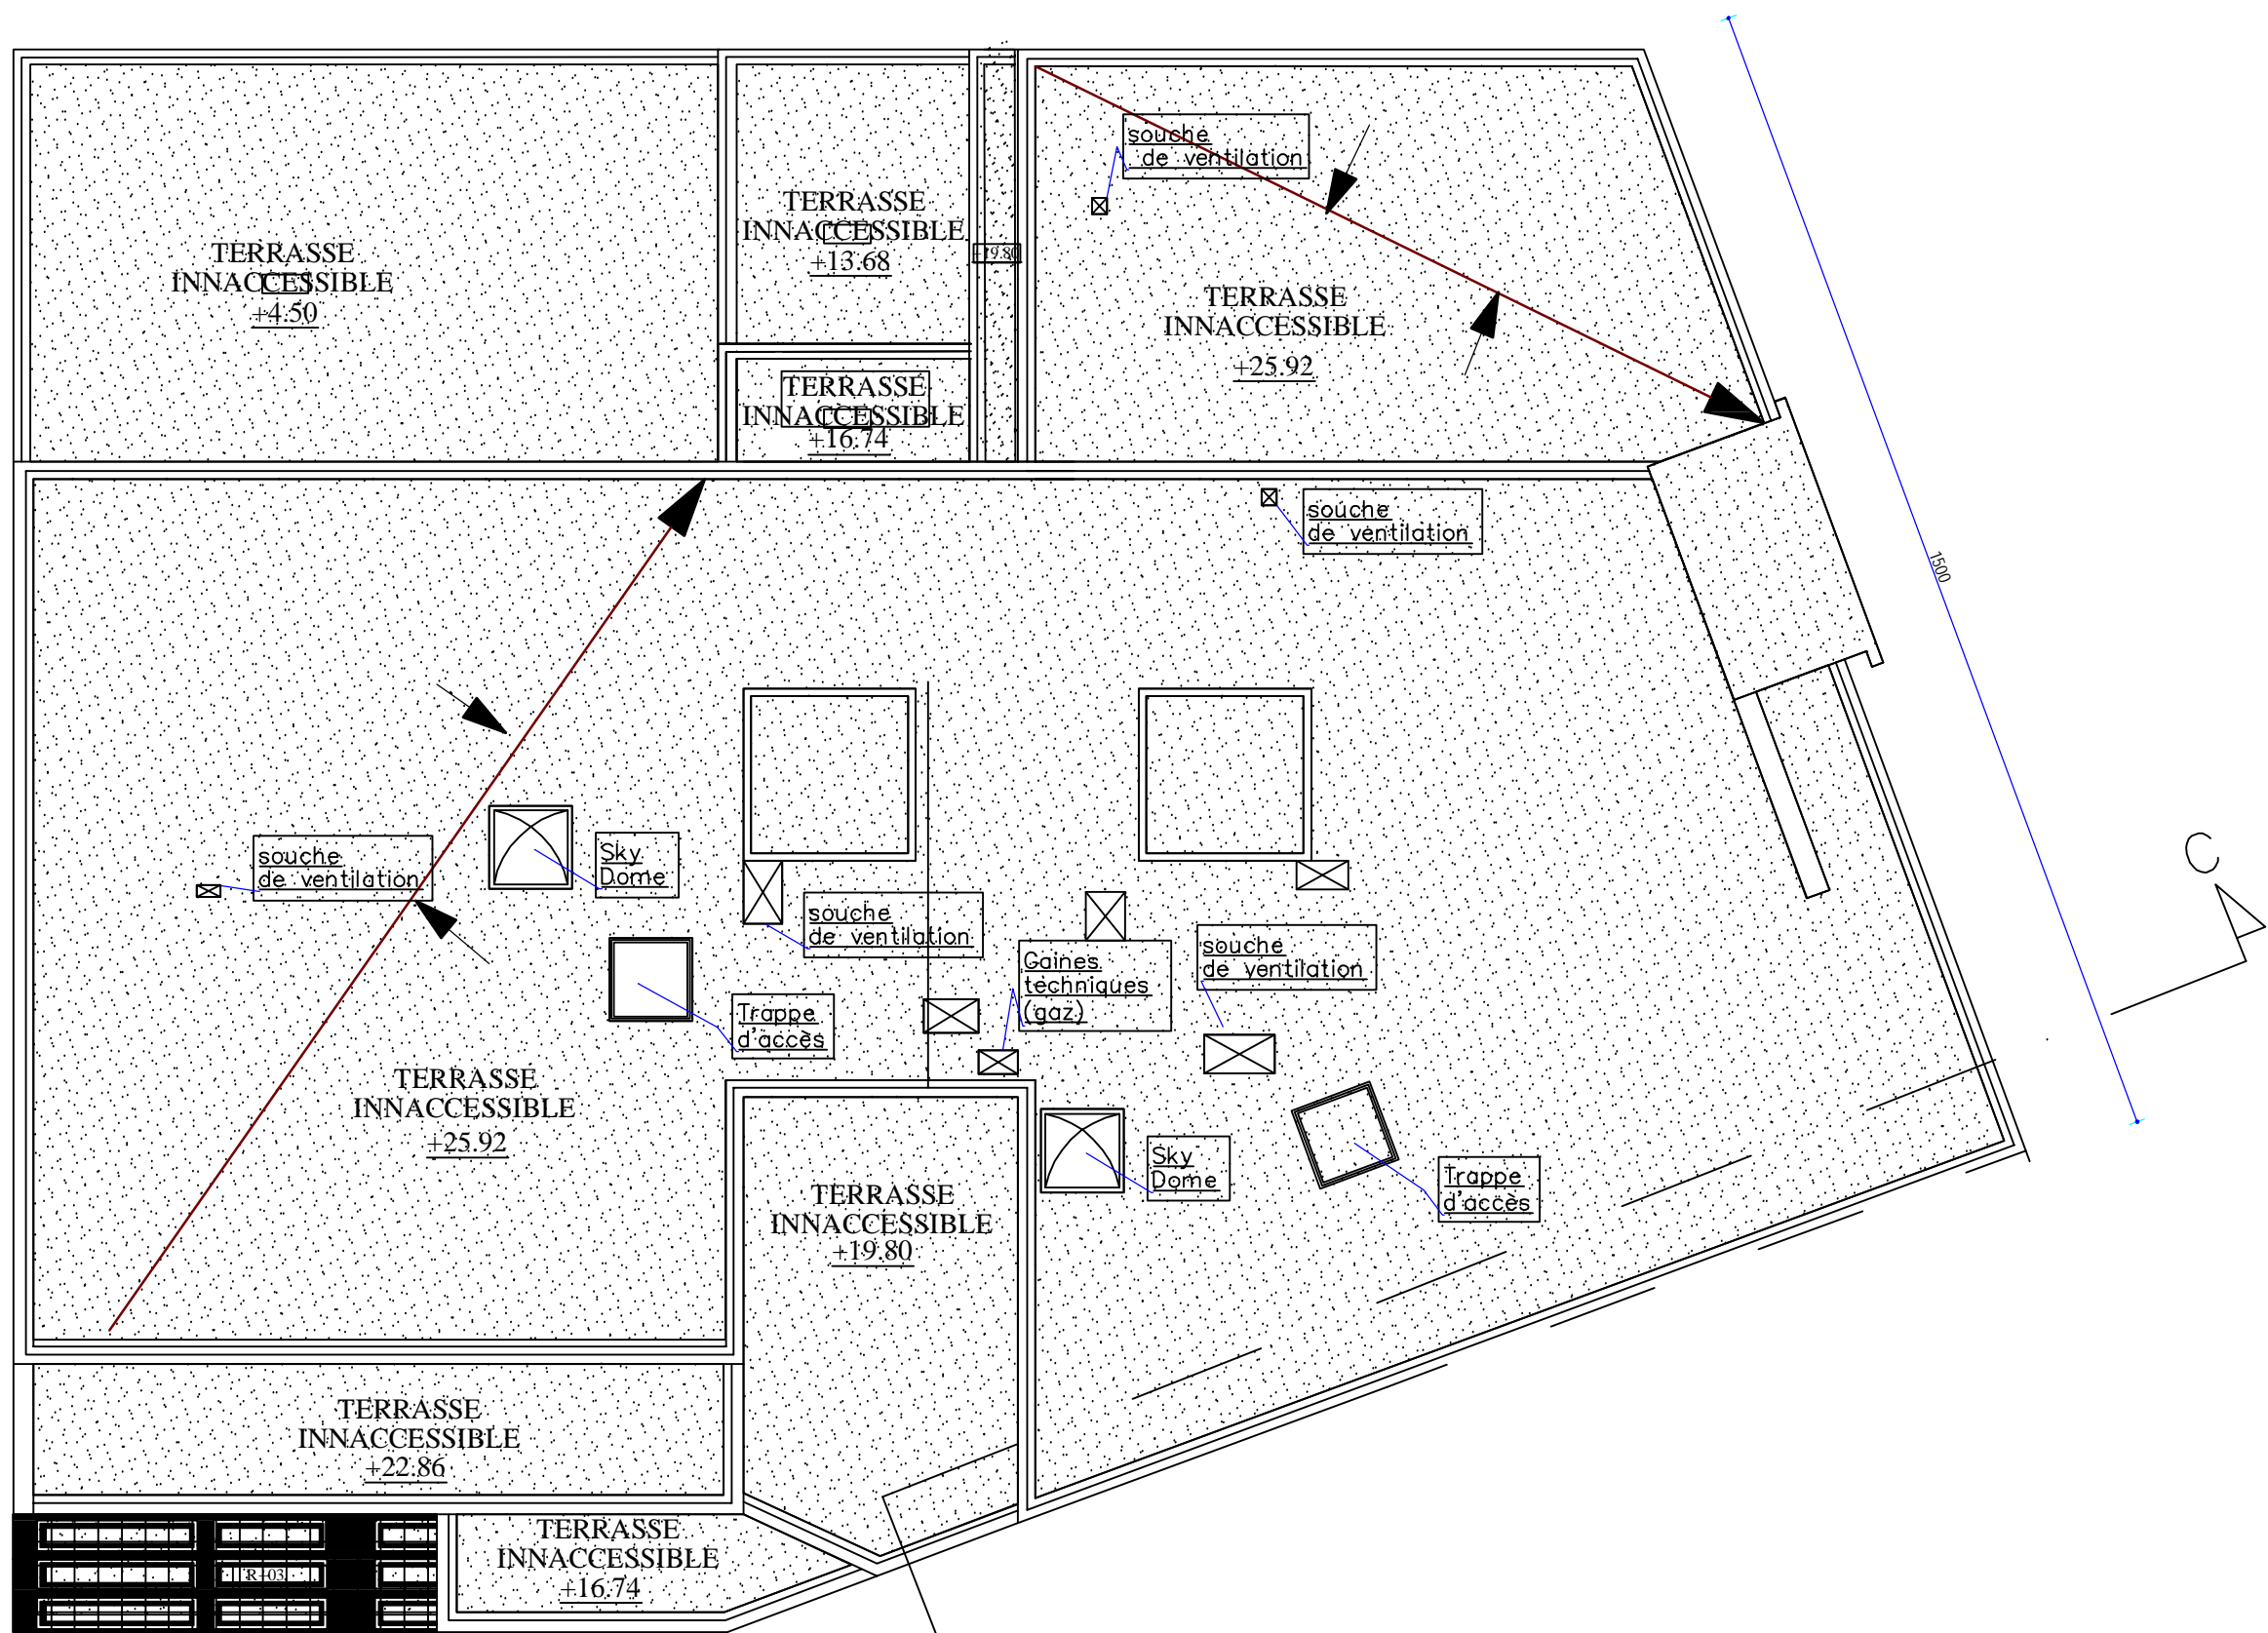 souche
de ventilation
TERRASSE
INNACCESSIBLE
+13.68
TERRASSE
INNACCESSIBLE
+4.50
+19.80
TERRASSE
INNACCESSIBLE
+25.92
TERRASSE
INNACCESSIBLE
+16.74
souche
de ventilation
1500
souche
de ventilation
Sky
Dome
C
souche
de ventilation
Gaines
techniques
(gaz)
souche
de ventilation
Trappe
d'accès
TERRASSE
INNACCESSIBLE
+25.92
Sky
Dome
Trappe
d'accès
TERRASSE
INNACCESSIBLE
+19.80
TERRASSE
INNACCESSIBLE
+22.86
TERRASSE
INNACCESSIBLE
+16.74
R+03